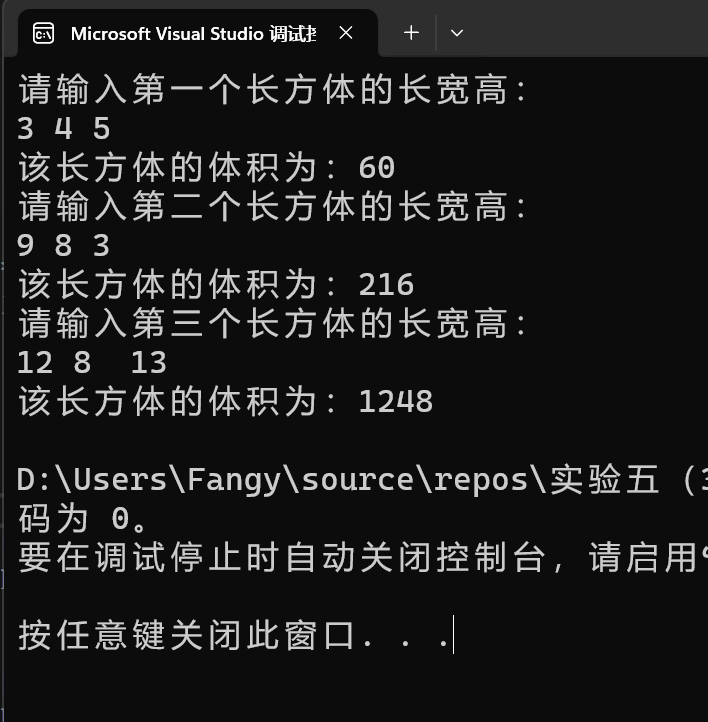 Microsoft Visual Studio 调试
请输入第一个长方体的长宽高：
3 4 5
该长方体的体积为：60
请输入第二个长方体的长宽高：
9 8 3
该长方体的体积为：216
请输入第三个长方体的长宽高：
12 8  13
该长方体的体积为：1248
D:\Users\Fangy\source\repos\实验五（3
码为 0。
要在调试停止时自动关闭控制台，请启用
按任意键关闭此窗口. . .